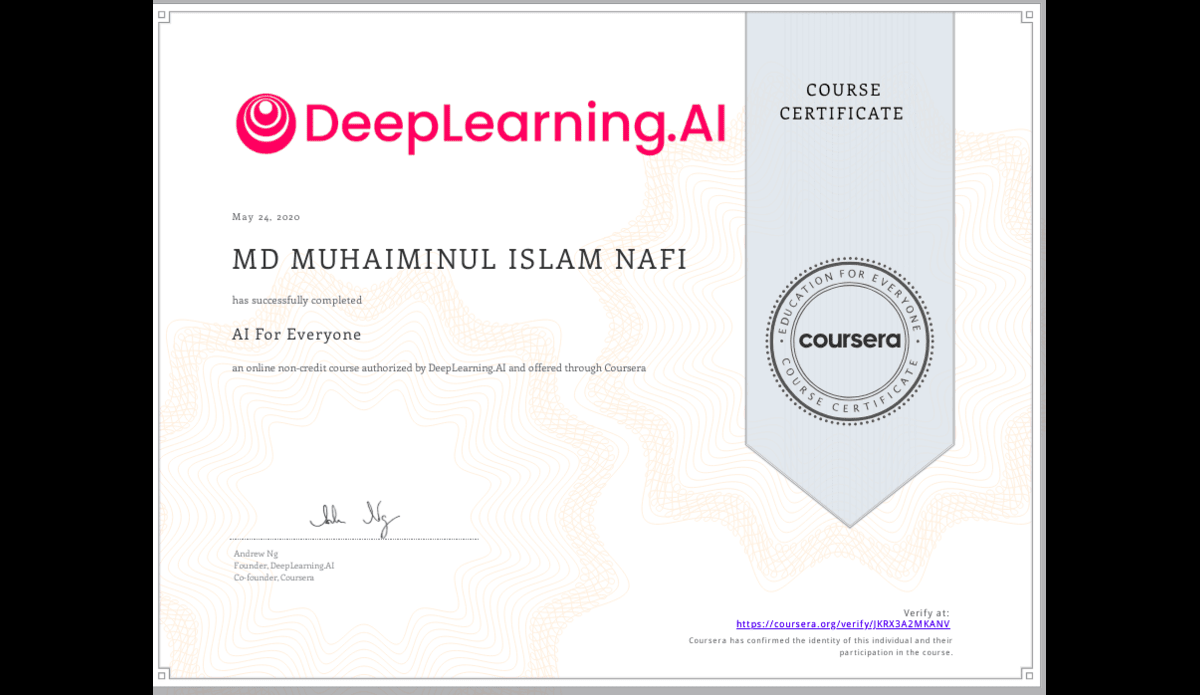 DeepLearning.AI
COURSE
CERTIFICATE
May 24, 2020
MD MUHAIMINUL ISLAM NAFI
has successfully completed
AI For Everyone
an online non-credit course authorized by DeepLearning.AI and offered through Coursera
EDUCATION FOR EVERYONE
coursera
COURSE CERTIFICATE
Andrew Ng
Founder, DeepLearning.AI
Co-founder, Coursera
Verify at:
https://coursera.org/verify/JKRX3A2MKANV
Coursera has confirmed the identity of this individual and their
participation in the course.